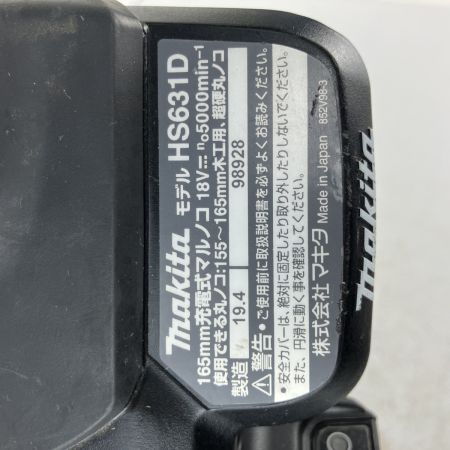 makita モデル HS631D
165mm充電式マルノコ 18V⎓ n₀5000min⁻¹
使用できる丸ノコ:155～165mm木工用、超硬丸ノコ
製造 19.4 98928
⚠警告 ・ご使用前に取扱説明書を必ずよくお読みください。
・安全カバーは、絶対に固定したり取り外したりしないでください。
また、円滑に動く事を確認してください。
株式会社マキタ Made in Japan 852V98-3
makita